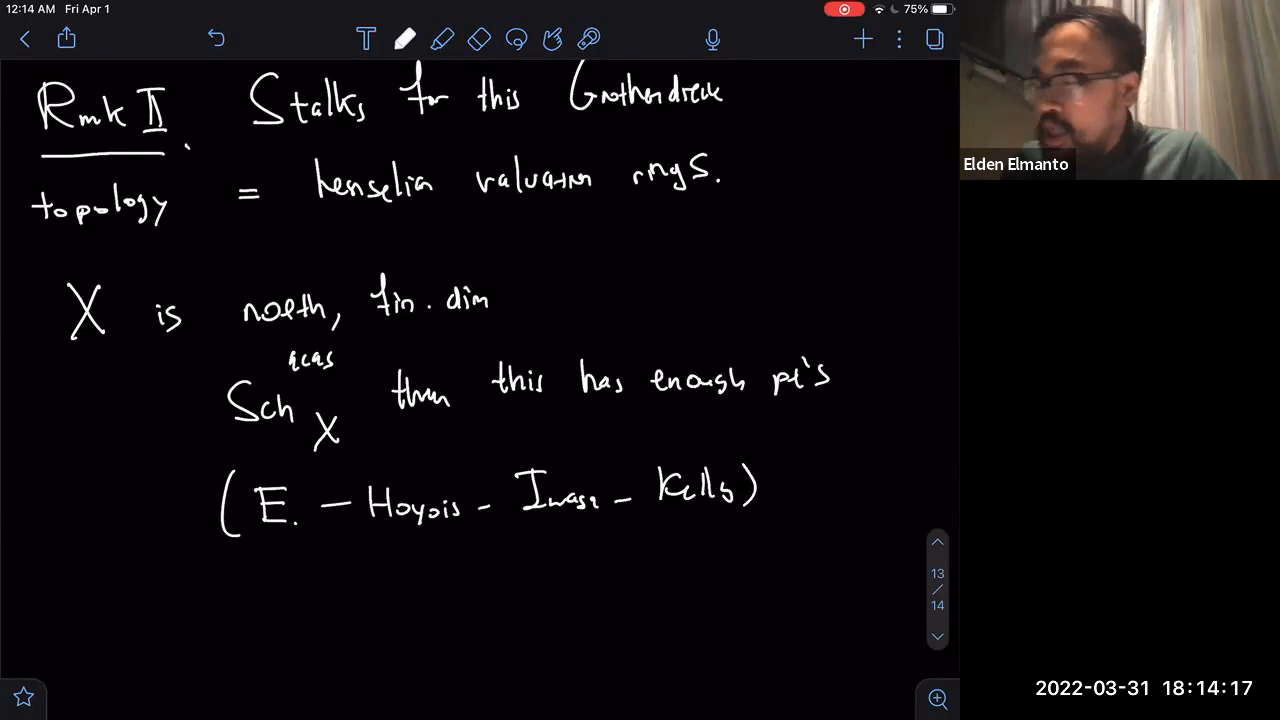 12:14 AM Fri Apr 1
75%
Rmk II. Stalks for this Grothendieck
topology = henselian valuation rings.
X is noeth, fin. dim
Sch qcqs X then this has enough pt's
(E. - Hoyois - Iwasa - Kelly)
13
/
14
Elden Elmanto
2022-03-31 18:14:17